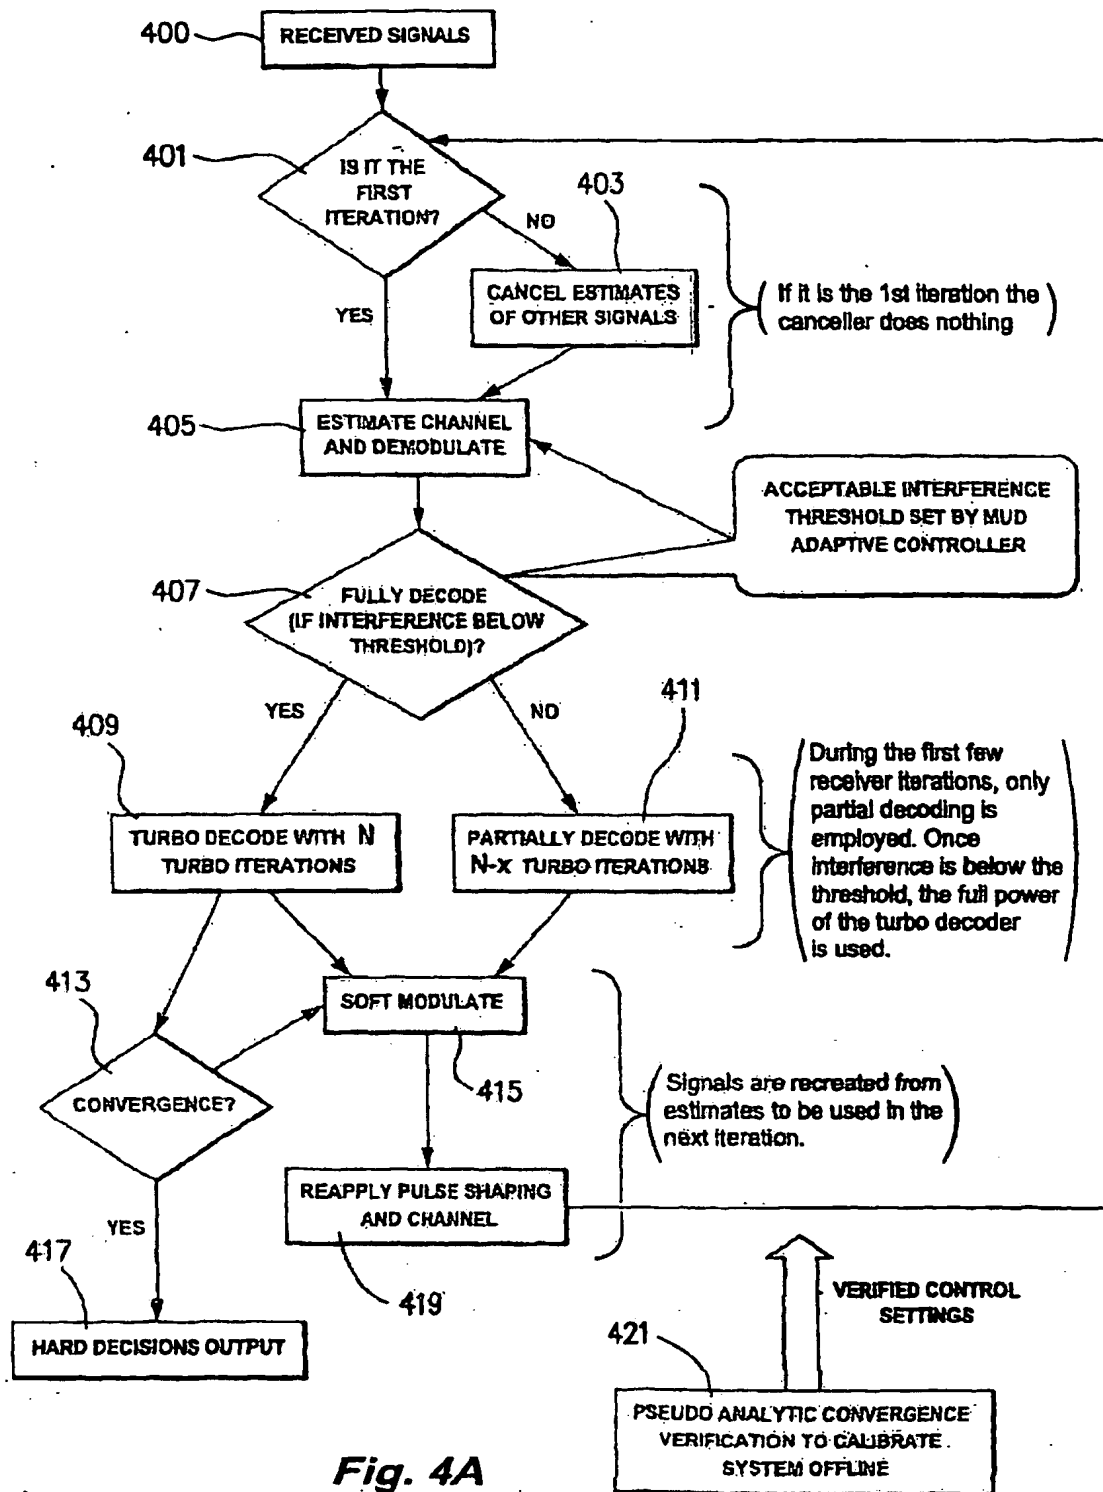 400
RECEIVED SIGNALS
401
IS IT THE
FIRST
ITERATION?
NO
403
YES
CANCEL ESTIMATES
OF OTHER SIGNALS
(If it is the 1st iteration the
canceller does nothing)
405
ESTIMATE CHANNEL
AND DEMODULATE
ACCEPTABLE INTERFERENCE
THRESHOLD SET BY MUD
ADAPTIVE CONTROLLER
407
FULLY DECODE
(IF INTERFERENCE BELOW
THRESHOLD)?
YES
NO
409
411
TURBO DECODE WITH N
TURBO ITERATIONS
PARTIALLY DECODE WITH
N-X TURBO ITERATIONS
(During the first few
receiver iterations, only
partial decoding is
employed. Once
interference is below the
threshold, the full power
of the turbo decoder
is used.)
413
SOFT MODULATE
415
CONVERGENCE?
(Signals are recreated from
estimates to be used in the
next iteration.)
REAPPLY PULSE SHAPING
AND CHANNEL
419
YES
417
HARD DECISIONS OUTPUT
VERIFIED CONTROL
SETTINGS
421
PSEUDO ANALYTIC CONVERGENCE
VERIFICATION TO CALIBRATE
SYSTEM OFFLINE
Fig. 4A